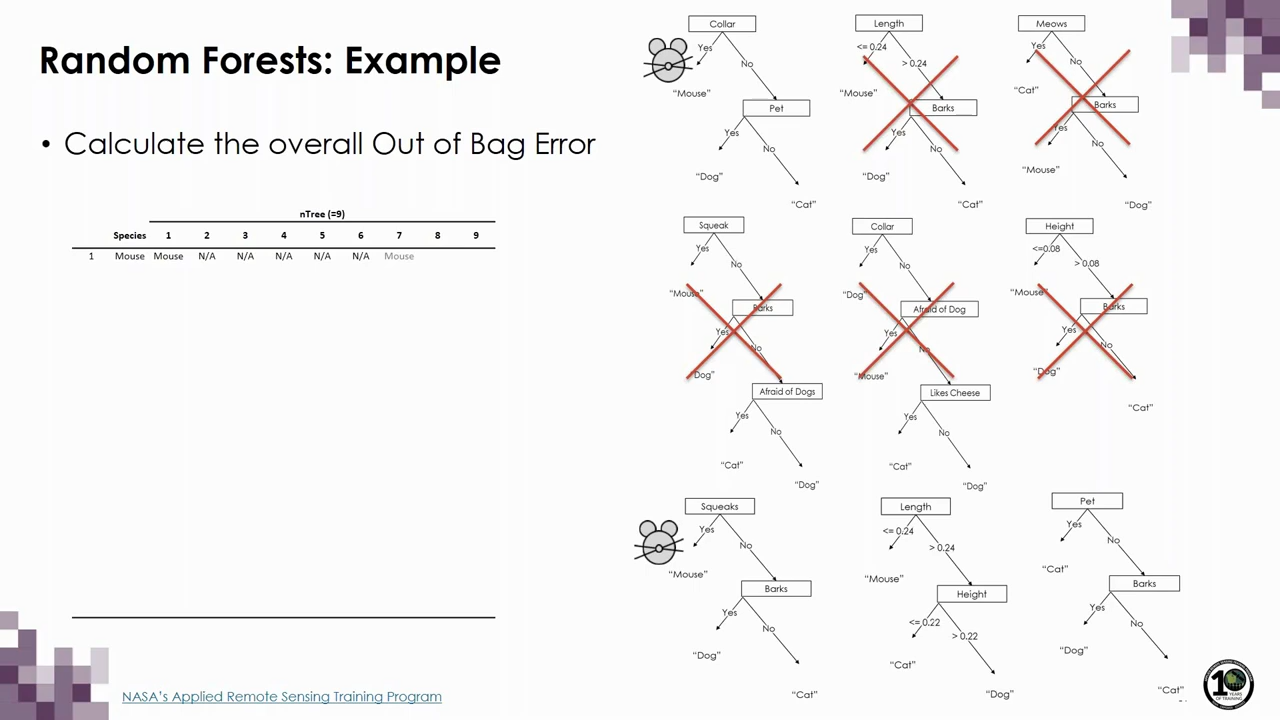 Random Forests: Example
• Calculate the overall Out of Bag Error
nTree (=9)
Species 1 2 3 4 5 6 7 8 9
1 Mouse Mouse N/A N/A N/A N/A N/A Mouse
Collar
Yes
No
"Mouse"
Pet
Yes
No
"Dog"
"Cat"
Length
<= 0.24
> 0.24
"Mouse"
Barks
Yes
No
"Dog"
"Cat"
Meows
Yes
No
"Cat"
Barks
Yes
No
"Mouse"
"Dog"
Squeak
Yes
No
"Mouse"
Barks
Yes
No
"Dog"
Afraid of Dogs
Yes
No
"Cat"
"Dog"
Collar
Yes
No
"Dog"
Afraid of Dog
Yes
No
"Mouse"
Likes Cheese
Yes
No
"Cat"
"Dog"
Height
<=0.08
> 0.08
"Mouse"
Barks
Yes
No
"Dog"
"Cat"
Squeaks
Yes
No
"Mouse"
Barks
Yes
No
"Dog"
"Cat"
Length
<= 0.24
> 0.24
"Mouse"
Height
<= 0.22
> 0.22
"Cat"
"Dog"
Pet
Yes
No
"Cat"
Barks
Yes
No
"Dog"
"Cat"
NASA's Applied Remote Sensing Training Program
10
YEARS
OF TRAINING